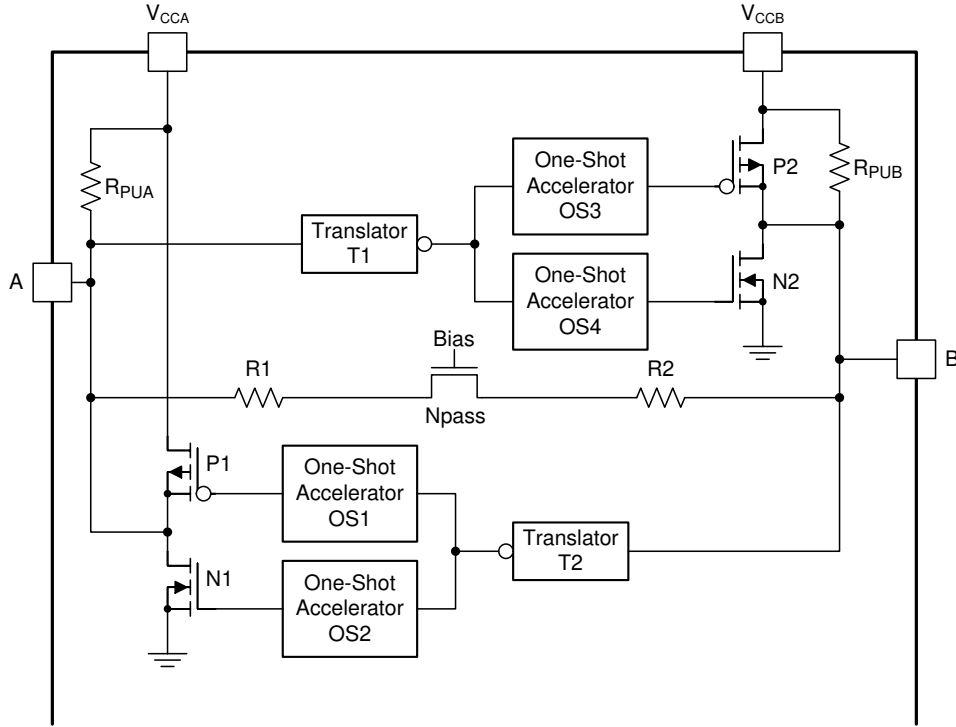 VCCA
VCCB
RPUA
One-Shot
Accelerator
OS3
P2
RPUB
Translator
T1
A
One-Shot
Accelerator
OS4
N2
Bias
B
R1
R2
Npass
P1
One-Shot
Accelerator
OS1
Translator
T2
N1
One-Shot
Accelerator
OS2